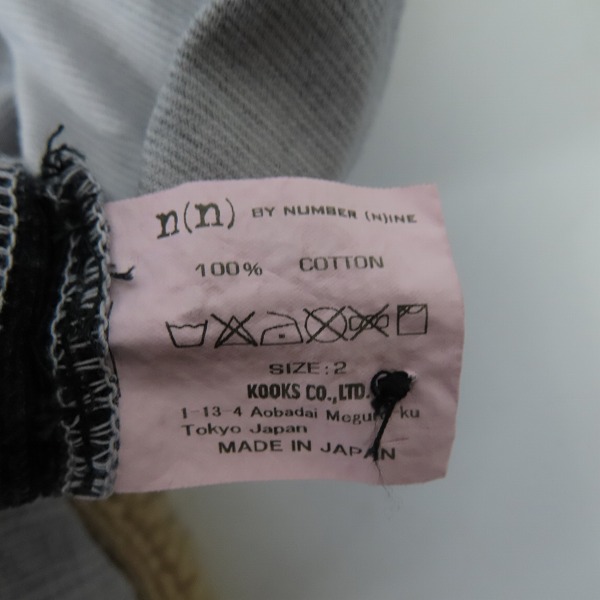 n(n) BY NUMBER (N)INE
100% COTTON
SIZE:2
KOOKS CO.,LTD.
1-13-4 Aobadai Meguro-ku
Tokyo Japan
MADE IN JAPAN